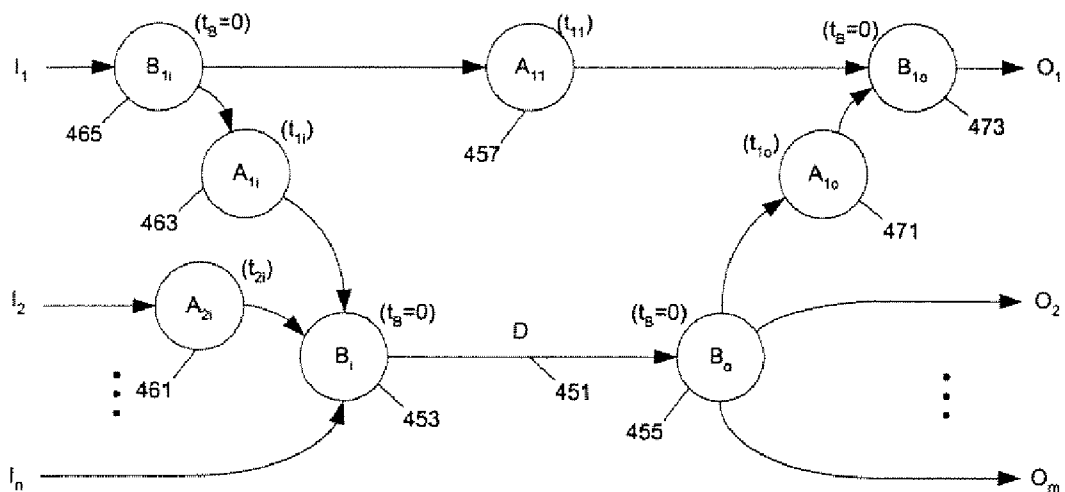 (t_B=0) (t_11) (t_B=0)
I_1 B_1i A_11 B_1o O_1
465 457 473
(t_1i) (t_1o)
A_1i A_1o
463 471
(t_2i)
I_2 A_2i O_2
(t_B=0) D (t_B=0)
B_i B_o
461 453 451 455
I_n O_m